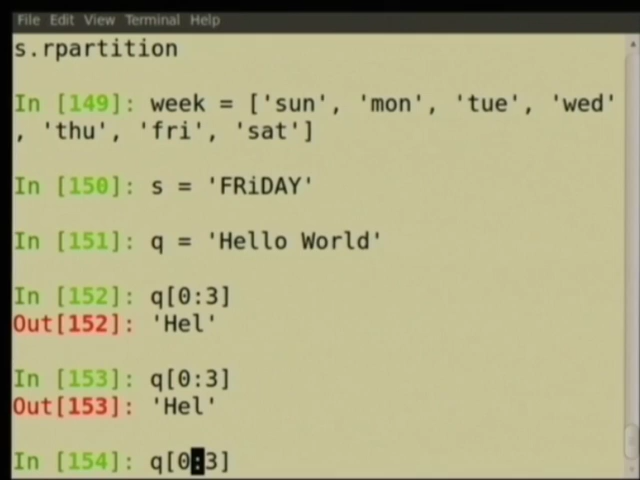 File Edit View Terminal Help
s.rpartition
In [149]: week = ['sun', 'mon', 'tue', 'wed'
, 'thu', 'fri', 'sat']
In [150]: s = 'FRiDAY'
In [151]: q = 'Hello World'
In [152]: q[0:3]
Out[152]: 'Hel'
In [153]: q[0:3]
Out[153]: 'Hel'
In [154]: q[0:3]